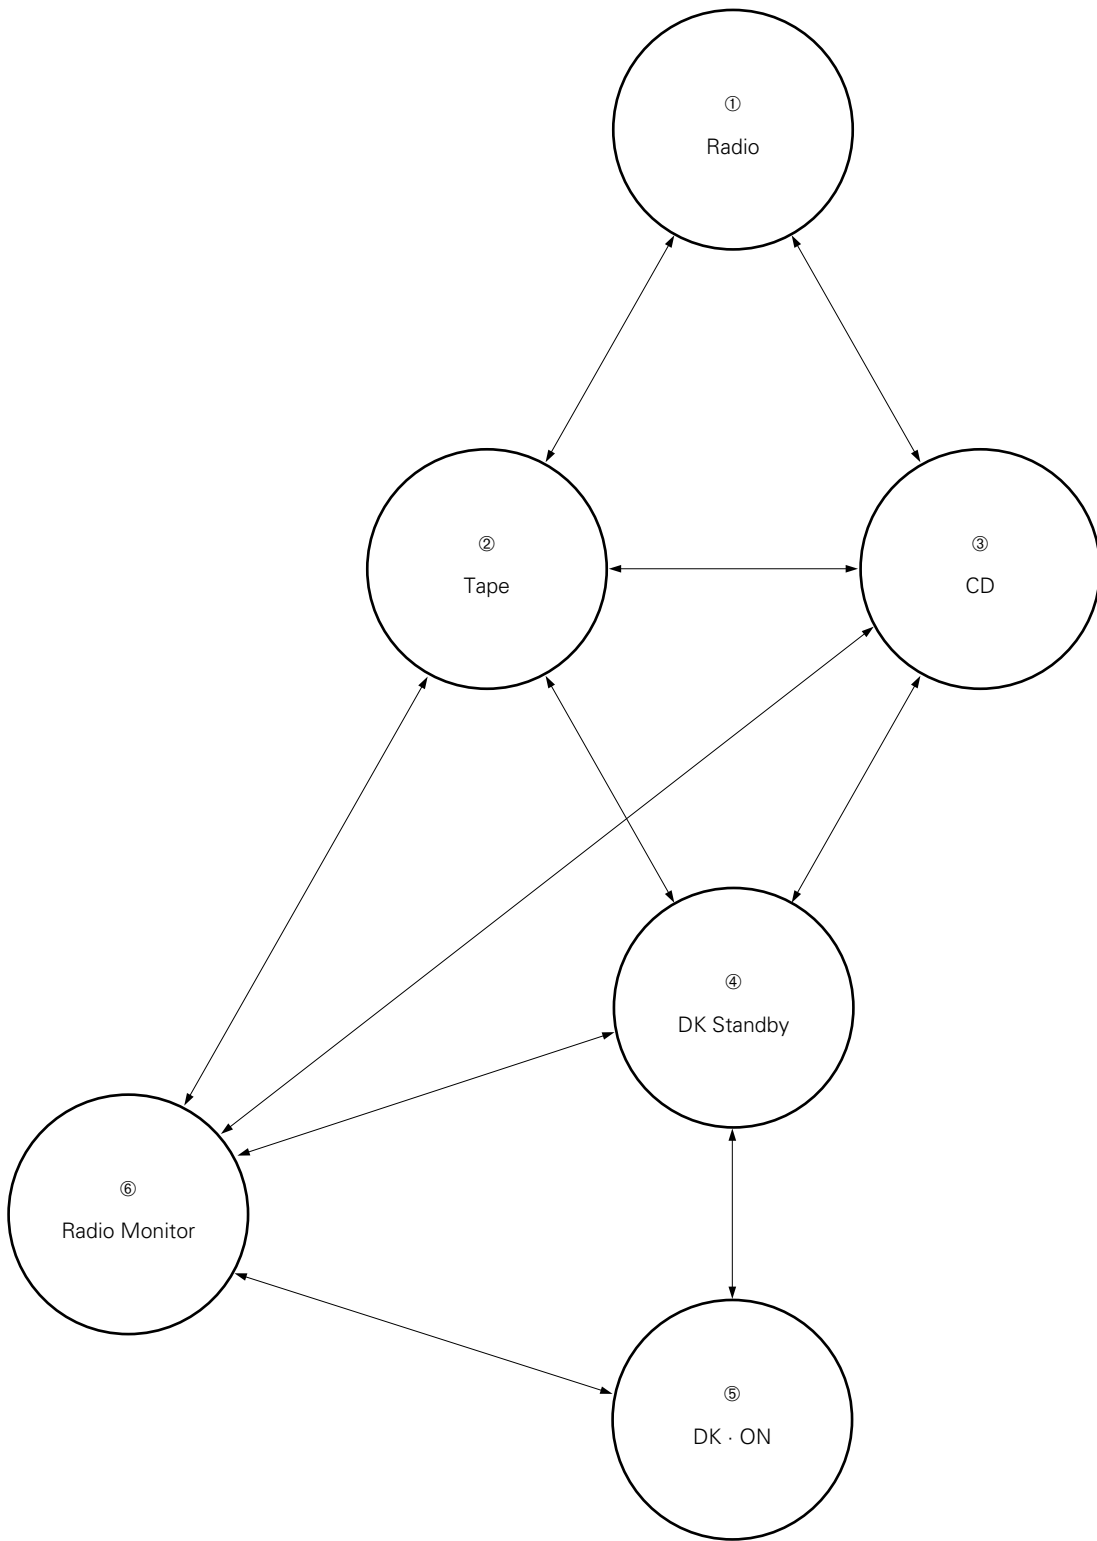 ①
Radio
②
Tape
③
CD
④
DK Standby
⑥
Radio Monitor
⑤
DK · ON